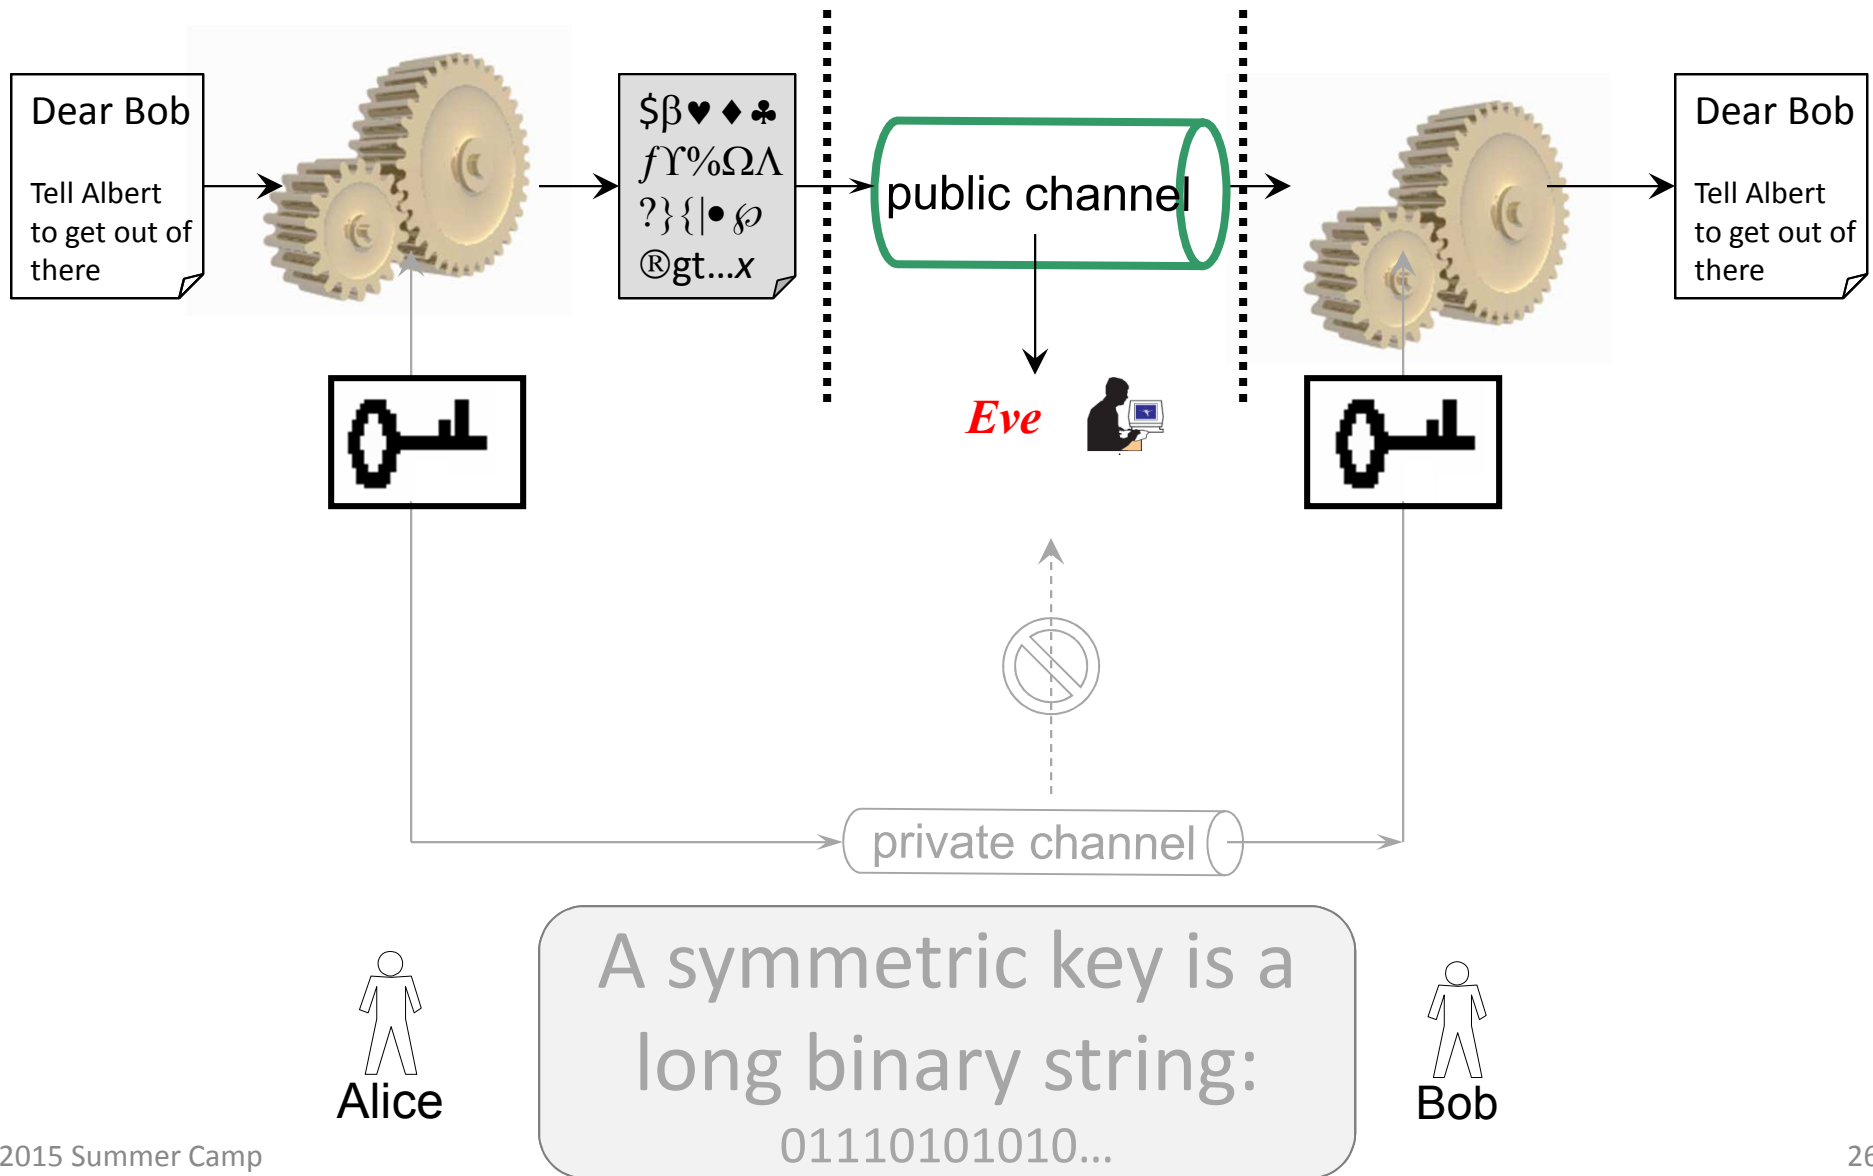 Dear Bob
Tell Albert
to get out of
there
$β♥♦♣
ƒϒ%ΩΛ
?}{|•℘
®gt…x
public channel
Dear Bob
Tell Albert
to get out of
there
Eve
private channel
A symmetric key is a
long binary string:
01110101010…
Alice
Bob
2015 Summer Camp
26